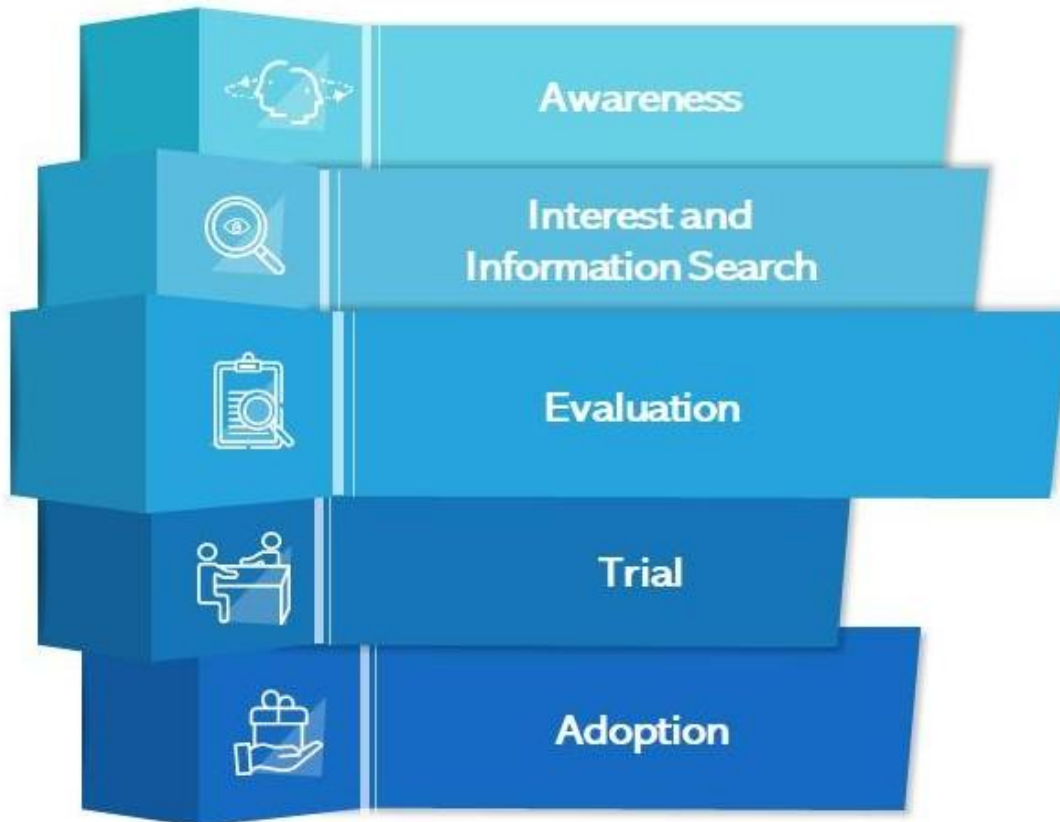 Awareness
Interest and
Information Search
Evaluation
Trial
Adoption